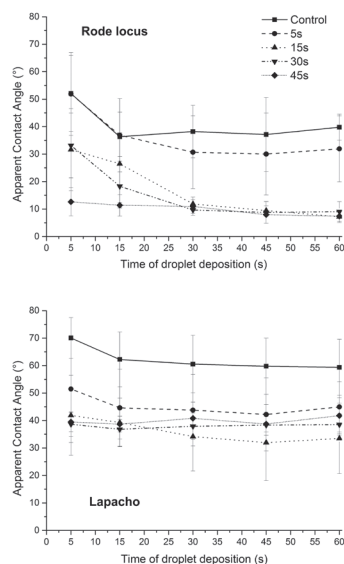 Rode locus
Control
5s
15s
30s
45s
Apparent Contact Angle (°)
80
70
60
50
40
30
20
10
0
0 5 10 15 20 25 30 35 40 45 50 55 60
Time of droplet deposition (s)
Apparent Contact Angle (°)
80
70
60
50
40
30
20
10
0
Lapacho
0 5 10 15 20 25 30 35 40 45 50 55 60
Time of droplet deposition (s)